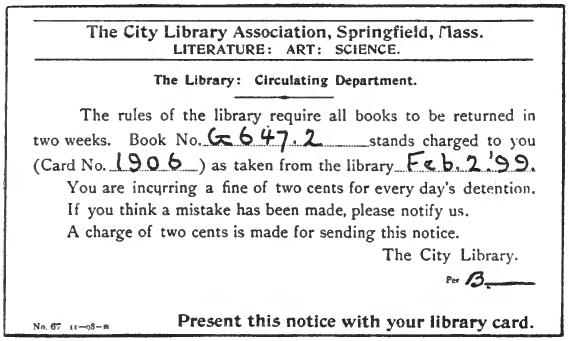 The City Library Association, Springfield, Mass.
LITERATURE: ART: SCIENCE.
The Library: Circulating Department.
The rules of the library require all books to be returned in
two weeks. Book No. G647.2 stands charged to you
(Card No. 1906) as taken from the library Feb. 2. '99.
You are incurring a fine of two cents for every day's detention.
If you think a mistake has been made, please notify us.
A charge of two cents is made for sending this notice.
The City Library.
Per B.
No. 67 11-98-m
Present this notice with your library card.